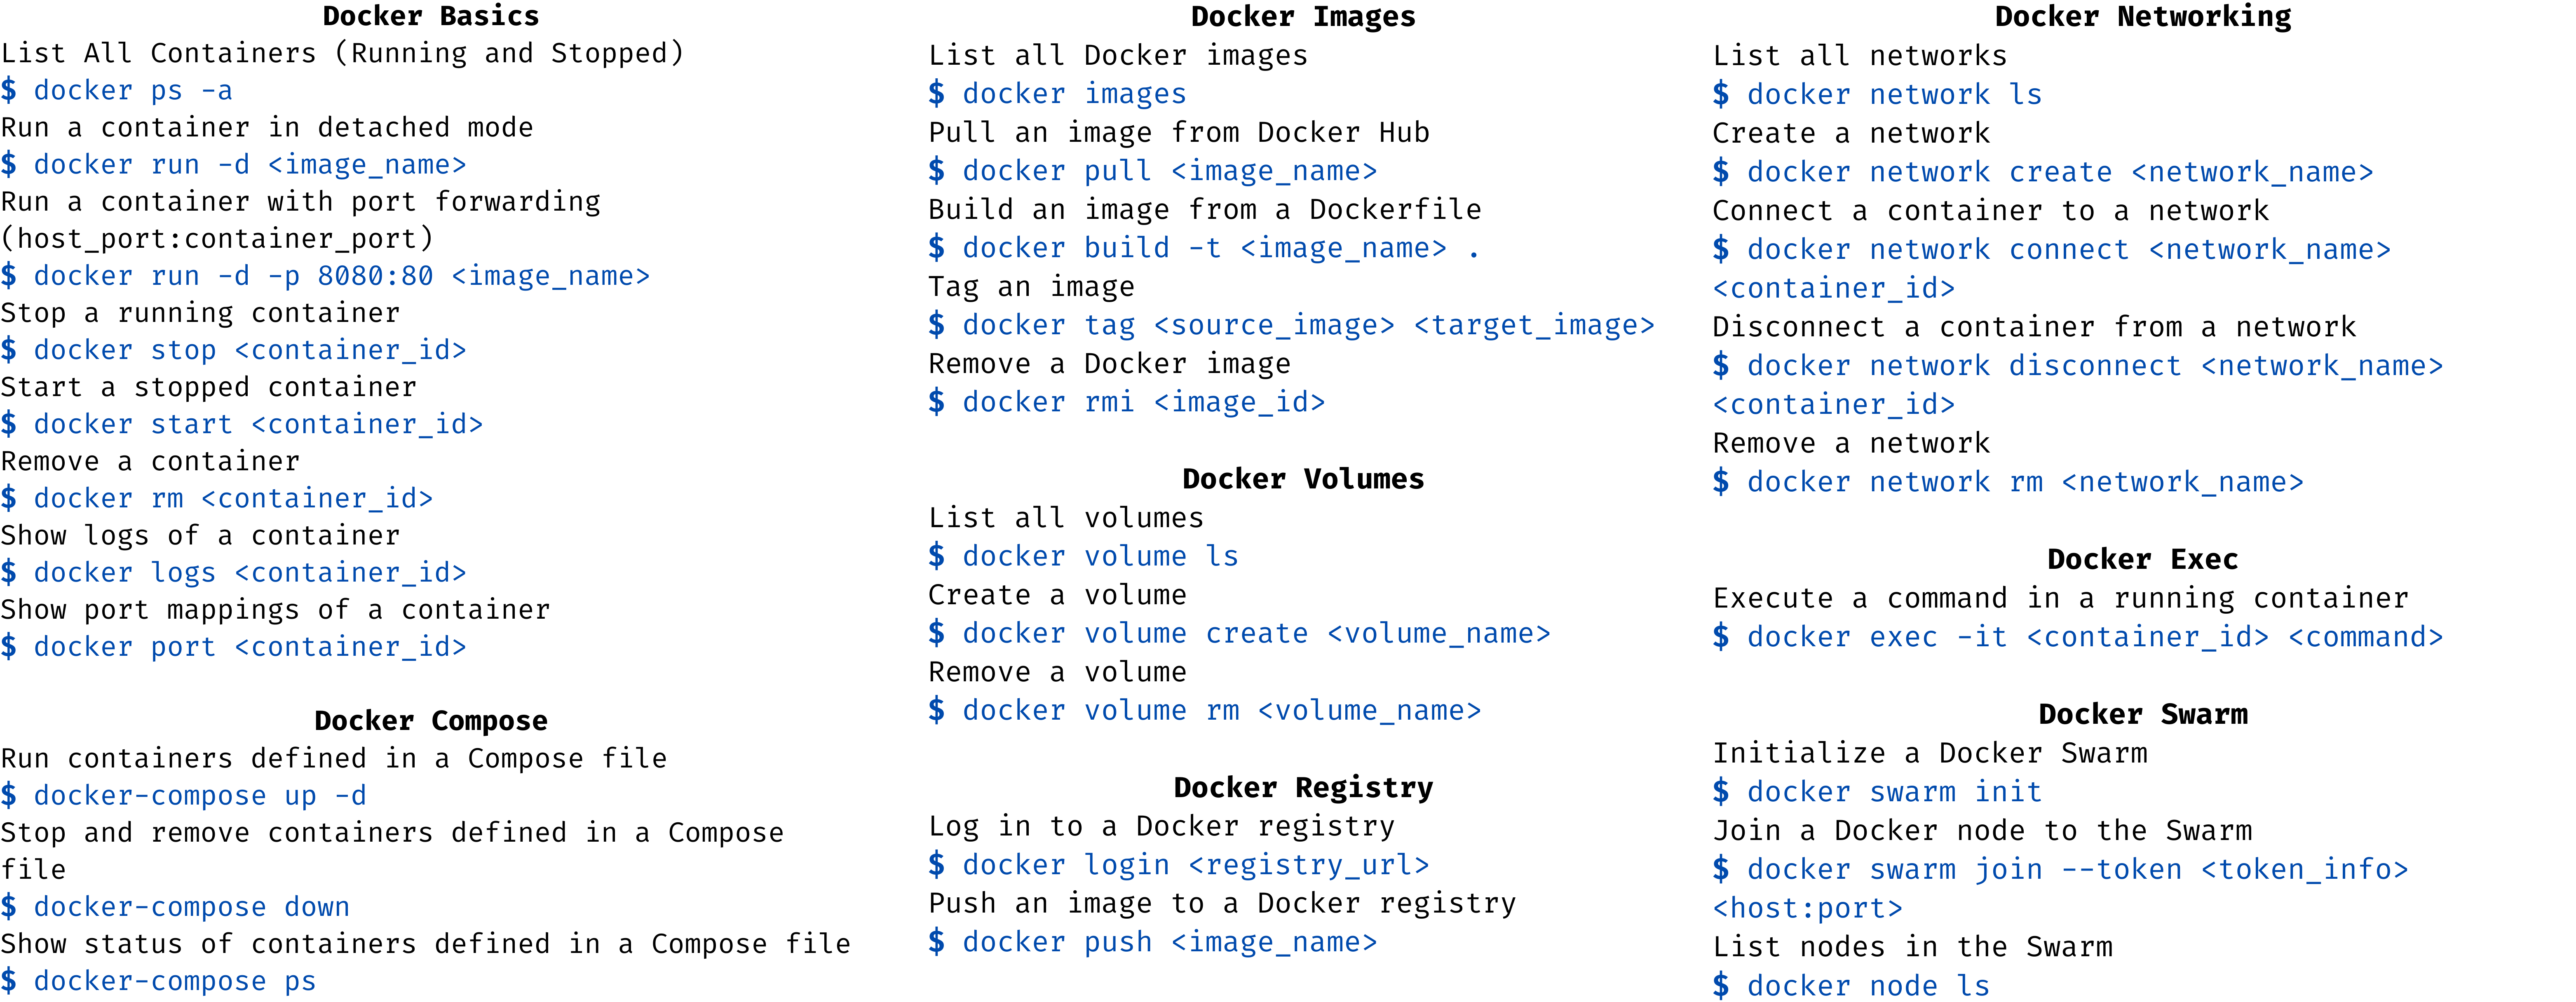 Docker Basics
List All Containers (Running and Stopped)
$ docker ps -a
Run a container in detached mode
$ docker run -d <image_name>
Run a container with port forwarding
(host_port:container_port)
$ docker run -d -p 8080:80 <image_name>
Stop a running container
$ docker stop <container_id>
Start a stopped container
$ docker start <container_id>
Remove a container
$ docker rm <container_id>
Show logs of a container
$ docker logs <container_id>
Show port mappings of a container
$ docker port <container_id>
Docker Compose
Run containers defined in a Compose file
$ docker-compose up -d
Stop and remove containers defined in a Compose
file
$ docker-compose down
Show status of containers defined in a Compose file
$ docker-compose ps
Docker Images
List all Docker images
$ docker images
Pull an image from Docker Hub
$ docker pull <image_name>
Build an image from a Dockerfile
$ docker build -t <image_name> .
Tag an image
$ docker tag <source_image> <target_image>
Remove a Docker image
$ docker rmi <image_id>
Docker Volumes
List all volumes
$ docker volume ls
Create a volume
$ docker volume create <volume_name>
Remove a volume
$ docker volume rm <volume_name>
Docker Registry
Log in to a Docker registry
$ docker login <registry_url>
Push an image to a Docker registry
$ docker push <image_name>
Docker Networking
List all networks
$ docker network ls
Create a network
$ docker network create <network_name>
Connect a container to a network
$ docker network connect <network_name>
<container_id>
Disconnect a container from a network
$ docker network disconnect <network_name>
<container_id>
Remove a network
$ docker network rm <network_name>
Docker Exec
Execute a command in a running container
$ docker exec -it <container_id> <command>
Docker Swarm
Initialize a Docker Swarm
$ docker swarm init
Join a Docker node to the Swarm
$ docker swarm join --token <token_info>
<host:port>
List nodes in the Swarm
$ docker node ls